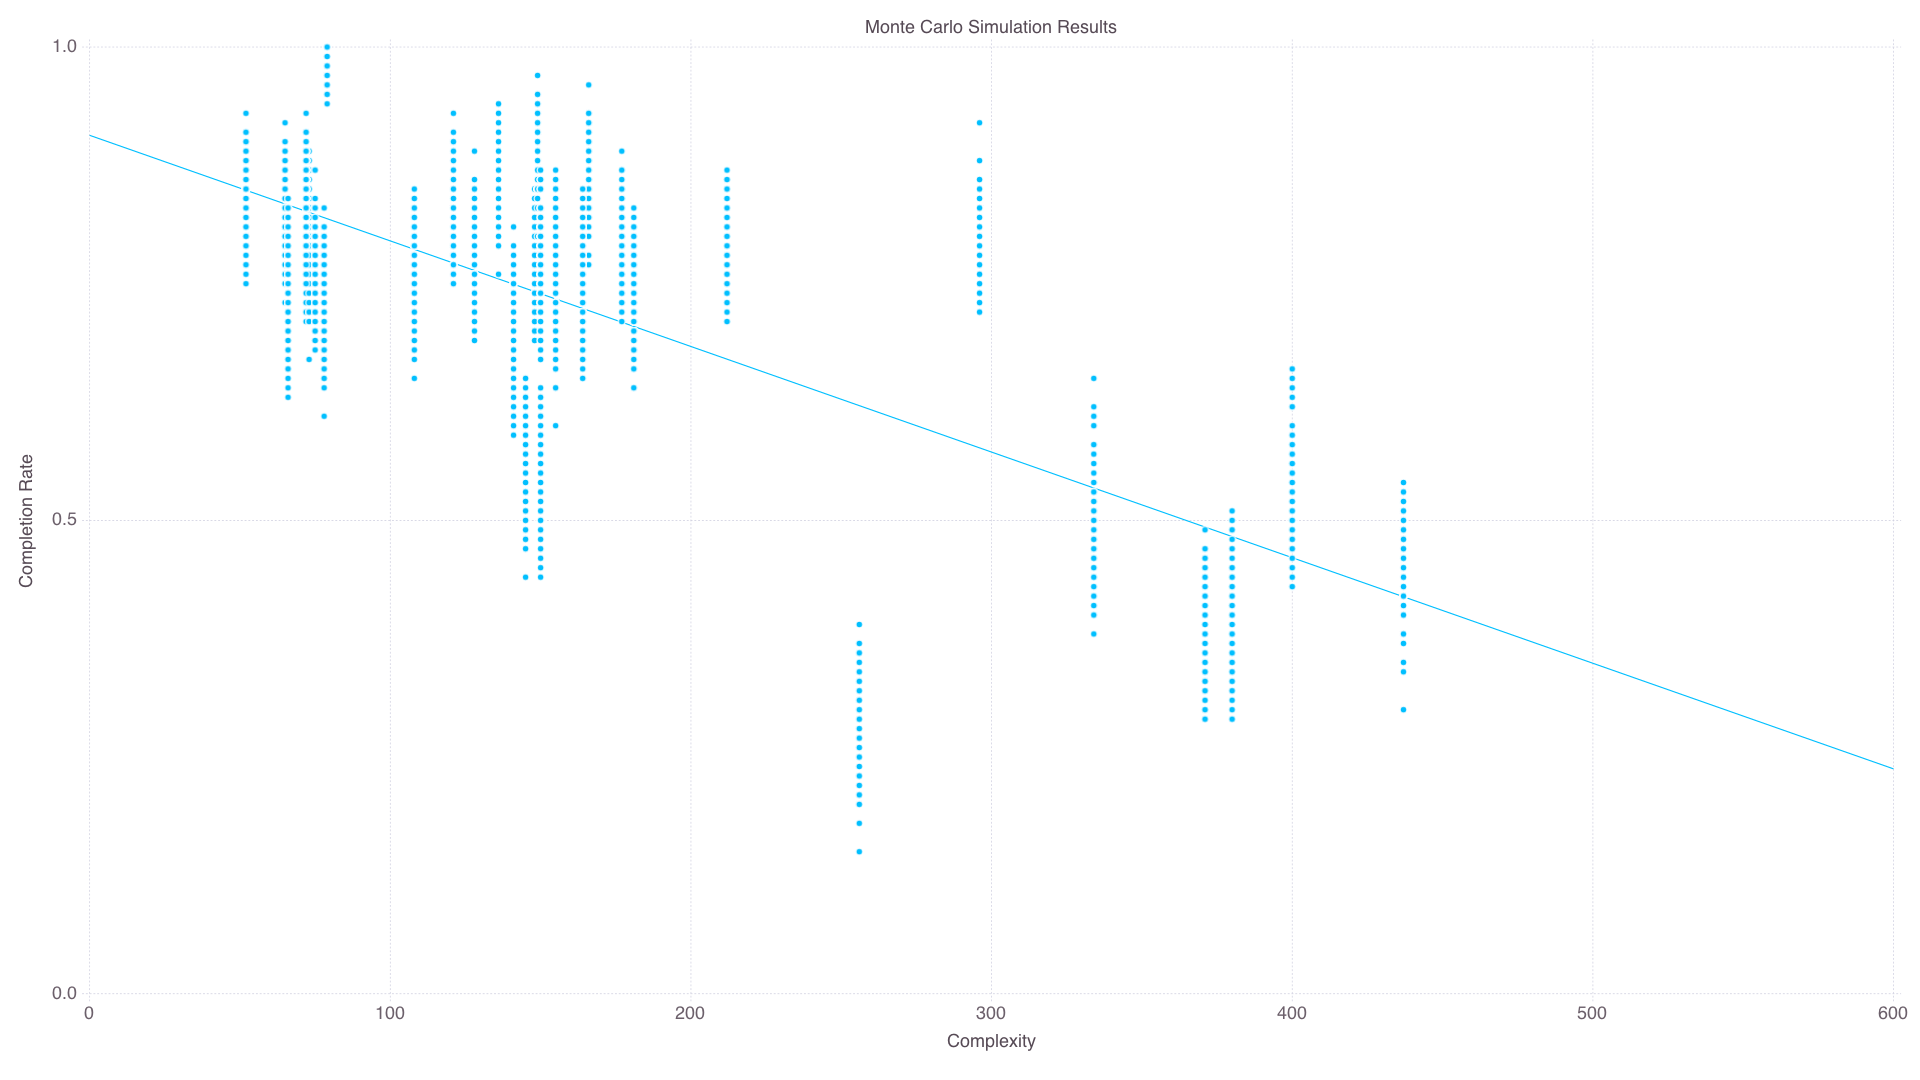 Monte Carlo Simulation Results
1.0
0.5
0.0
Completion Rate
0 100 200 300 400 500 600
Complexity